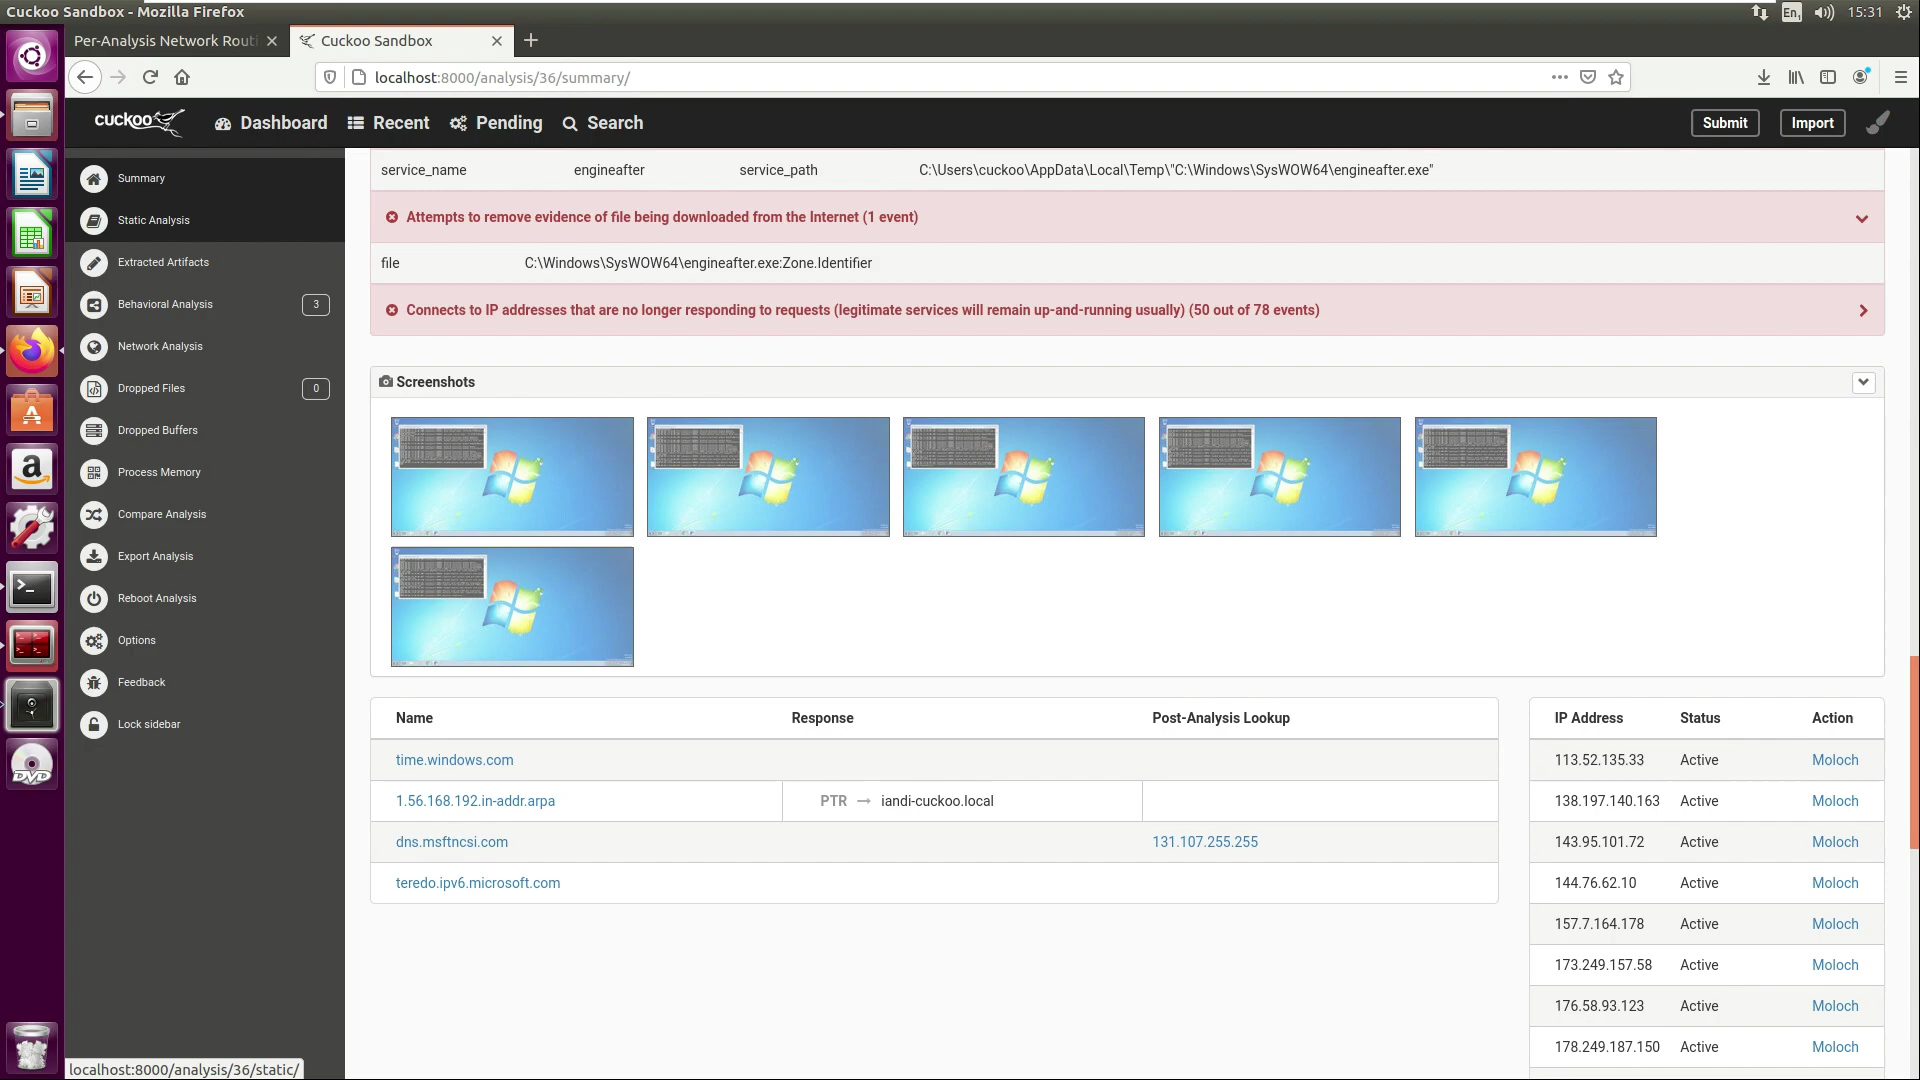 Cuckoo Sandbox - Mozilla Firefox
En
15:31
Per-Analysis Network Routi
Cuckoo Sandbox
localhost:8000/analysis/36/summary/
cuckoo
Dashboard
Recent
Pending
Search
Submit
Import
Summary
Static Analysis
Extracted Artifacts
Behavioral Analysis 3
Network Analysis
Dropped Files 0
Dropped Buffers
Process Memory
Compare Analysis
Export Analysis
Reboot Analysis
Options
Feedback
Lock sidebar
service_name engineafter service_path C:\Users\cuckoo\AppData\Local\Temp\"C:\Windows\SysWOW64\engineafter.exe"
Attempts to remove evidence of file being downloaded from the Internet (1 event)
file C:\Windows\SysWOW64\engineafter.exe:Zone.Identifier
Connects to IP addresses that are no longer responding to requests (legitimate services will remain up-and-running usually) (50 out of 78 events)
Screenshots
Name Response Post-Analysis Lookup
time.windows.com
1.56.168.192.in-addr.arpa PTR → iandi-cuckoo.local
dns.msftncsi.com 131.107.255.255
teredo.ipv6.microsoft.com
IP Address Status Action
113.52.135.33 Active Moloch
138.197.140.163 Active Moloch
143.95.101.72 Active Moloch
144.76.62.10 Active Moloch
157.7.164.178 Active Moloch
173.249.157.58 Active Moloch
176.58.93.123 Active Moloch
178.249.187.150 Active Moloch
DVD
localhost:8000/analysis/36/static/